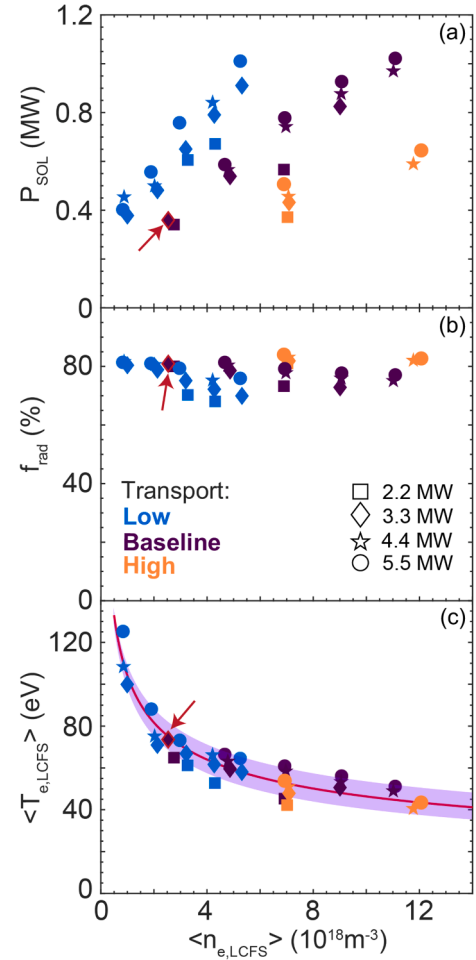 1.2
(a)
P_SOL (MW)
0.8
0.4
0
(b)
80
f_rad (%)
Transport:
Low
Baseline
High
2.2 MW
3.3 MW
4.4 MW
5.5 MW
40
0
(c)
120
<T_e,LCFS> (eV)
80
40
0
0 4 8 12
<n_e,LCFS> (10^18 m^-3)